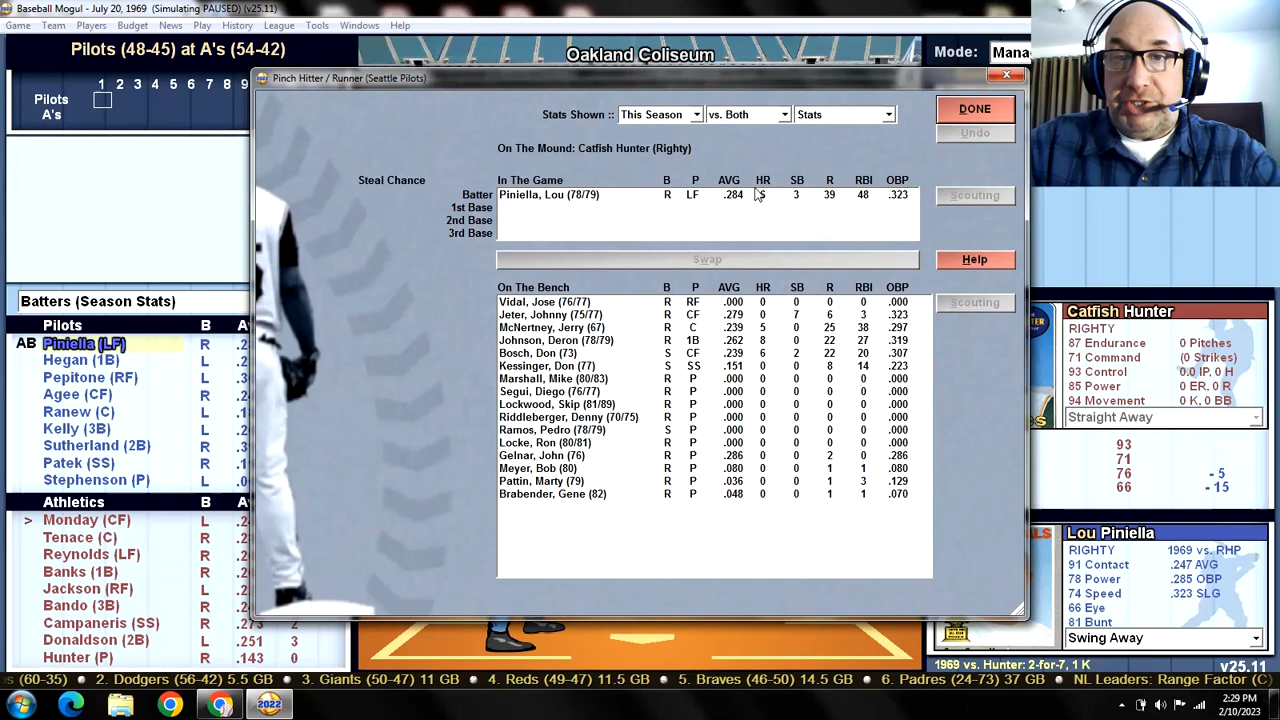 Baseball Mogul - July 20, 1969 (Simulating PAUSED) (v25.11)
Game Team Players Budget News Play History League Tools Windows Help
Pilots (48-45) at A's (54-42)
Oakland Coliseum
Mode:
1 2 3 4 5 6 7 8 9
Pilots
A's
Pinch Hitter / Runner (Seattle Pilots)
Stats Shown :: This Season vs. Both Stats
DONE
Undo
On The Mound: Catfish Hunter (Righty)
Steal Chance In The Game B P AVG HR SB R RBI OBP
Batter Piniella, Lou (78/79) R LF .284 5 3 39 48 .323
Scouting
1st Base
2nd Base
3rd Base
Swap
Help
On The Bench B P AVG HR SB R RBI OBP
Vidal, Jose (76/77) R RF .000 0 0 0 0 .000
Scouting
Jeter, Johnny (75/77) R CF .279 0 7 6 3 .323
McNertney, Jerry (67) R C .239 5 0 25 38 .297
Johnson, Deron (78/79) R 1B .262 8 0 22 27 .319
Bosch, Don (73) S CF .239 6 2 22 20 .307
Kessinger, Don (77) S SS .151 0 0 8 14 .223
Marshall, Mike (80/83) R P .000 0 0 0 0 .000
Segui, Diego (76/77) R P .000 0 0 0 0 .000
Lockwood, Skip (81/89) R P .000 0 0 0 0 .000
Riddleberger, Denny (70/75) R P .000 0 0 0 0 .000
Ramos, Pedro (78/79) S P .000 0 0 0 0 .000
Locke, Ron (80/81) R P .000 0 0 0 0 .000
Gelnar, John (76) R P .286 0 0 2 0 .286
Meyer, Bob (80) R P .080 0 0 1 1 .080
Pattin, Marty (79) R P .036 0 0 1 3 .129
Brabender, Gene (82) R P .048 0 0 1 1 .070
Batters (Season Stats)
Pilots B
AB Piniella (LF) R
Hegan (1B) L
Pepitone (RF) L
Agee (CF) R
Ranew (C) L
Kelly (3B) L
Sutherland (2B) R
Patek (SS) R
Stephenson (P) L
Athletics B
> Monday (CF) L
Tenace (C) R
Reynolds (LF) R
Banks (1B) R
Jackson (RF) L
Bando (3B) R
Campaneris (SS) R .273 2
Donaldson (2B) L .251 3
Hunter (P) R .143 0
Catfish Hunter
RIGHTY
87 Endurance 0 Pitches
71 Command (0 Strikes)
93 Control 0.0 IP, 0 H
85 Power 0 ER, 0 R
94 Movement 0 K, 0 BB
Straight Away
93
71
76 - 5
66 - 15
Lou Piniella
RIGHTY 1969 vs. RHP
91 Contact .247 AVG
78 Power .285 OBP
74 Speed .323 SLG
66 Eye
81 Bunt
Swing Away
1969 vs. Hunter: 2-for-7, 1 K
v25.11
(60-35) 2. Dodgers (56-42) 5.5 GB 3. Giants (50-47) 11 GB 4. Reds (49-47) 11.5 GB 5. Braves (46-50) 14.5 GB 6. Padres (24-73) 37 GB NL Leaders: Range Factor (C)
2022
2:29 PM
2/10/2023